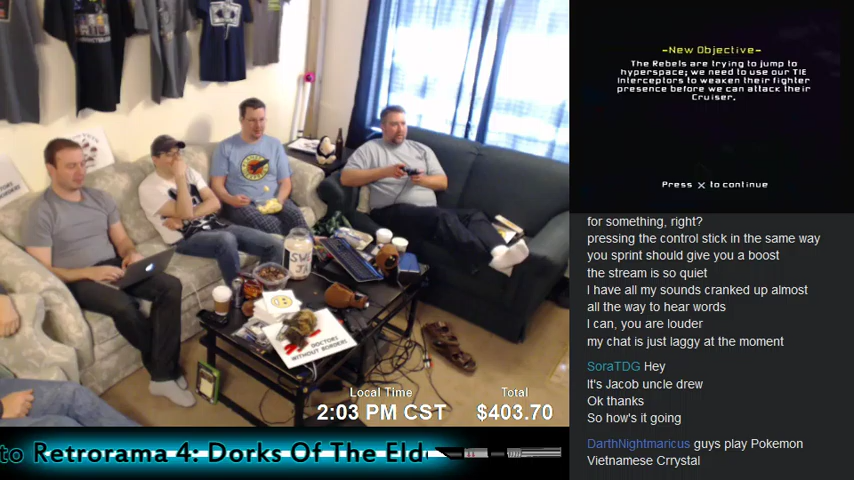 -New Objective-
The Rebels are trying to jump to
hyperspace; we need to use our TIE
Interceptors to weaken their fighter
presence before we can attack their
Cruiser.
Press X to continue
for something, right?
pressing the control stick in the same way
you sprint should give you a boost
the stream is so quiet
I have all my sounds cranked up almost
all the way to hear words
I can, you are louder
my chat is just laggy at the moment
SoraTDG Hey
It's Jacob uncle drew
Ok thanks
So how's it going
DarthNightmaricus guys play Pokemon
Vietnamese Crrystal
DOCTORS
WITHOUT BORDERS
Local Time
2:03 PM CST
Total
$403.70
to Retrorama 4: Dorks Of The Eld